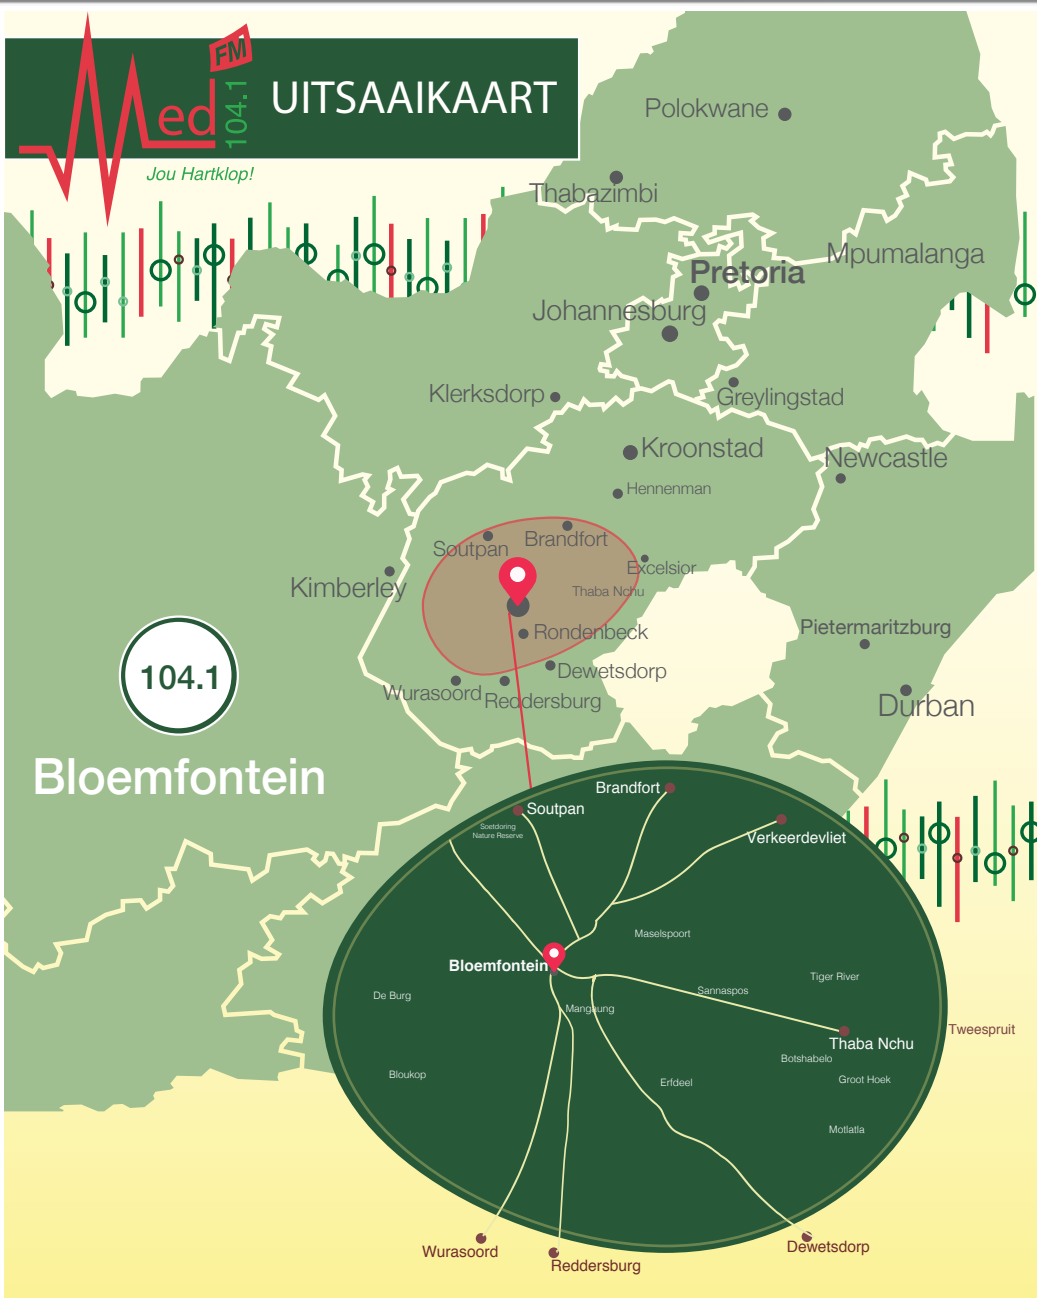 Med
FM
104.1
UITSAAIKAART
Jou Hartklop!
Polokwane
Thabazimbi
Mpumalanga
Pretoria
Johannesburg
Klerksdorp
Greylingstad
Kroonstad
Newcastle
Hennenman
Brandfort
Soutpan
Excelsior
Kimberley
Thaba Nchu
Rondenbeck
Pietermaritzburg
Dewetsdorp
104.1
Wurasoord
Reddersburg
Durban
Bloemfontein
Brandfort
Soutpan
Soetdoring
Nature Reserve
Verkeerdevliet
Maselspoort
Bloemfontein
Tiger River
Sannaspos
De Burg
Mangaung
Tweespruit
Thaba Nchu
Botshabelo
Bloukop
Erfdeel
Groot Hoek
Motlatla
Wurasoord
Dewetsdorp
Reddersburg